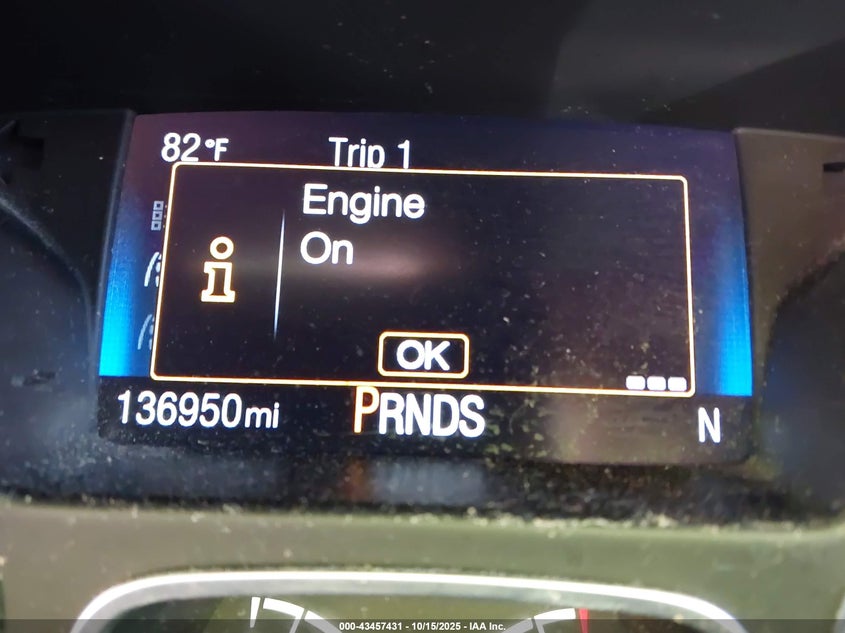 82°F Trip 1
Engine
On
i
OK
136950mi PRNDS N
000-43457431 - 10/15/2025 - IAA Inc.